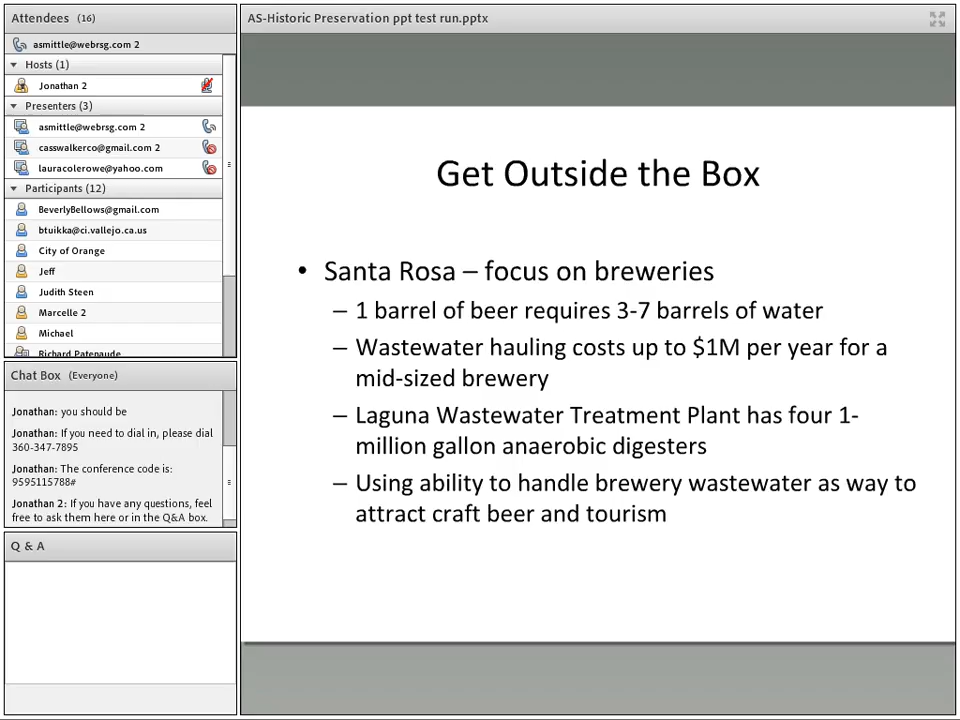 Attendees (16)
asmittle@webrsg.com 2
Hosts (1)
Jonathan 2
Presenters (3)
asmittle@webrsg.com 2
casswalkerco@gmail.com 2
lauracolerowe@yahoo.com
Participants (12)
BeverlyBellows@gmail.com
btuikka@ci.vallejo.ca.us
City of Orange
Jeff
Judith Steen
Marcelle 2
Michael
Richard Patenaude
Chat Box (Everyone)
Jonathan: you should be
Jonathan: If you need to dial in, please dial
360-347-7895
Jonathan: The conference code is:
9595115788#
Jonathan 2: If you have any questions, feel
free to ask them here or in the Q&A box.
Q & A
AS-Historic Preservation ppt test run.pptx
Get Outside the Box
• Santa Rosa – focus on breweries
– 1 barrel of beer requires 3-7 barrels of water
– Wastewater hauling costs up to $1M per year for a
mid-sized brewery
– Laguna Wastewater Treatment Plant has four 1-
million gallon anaerobic digesters
– Using ability to handle brewery wastewater as way to
attract craft beer and tourism